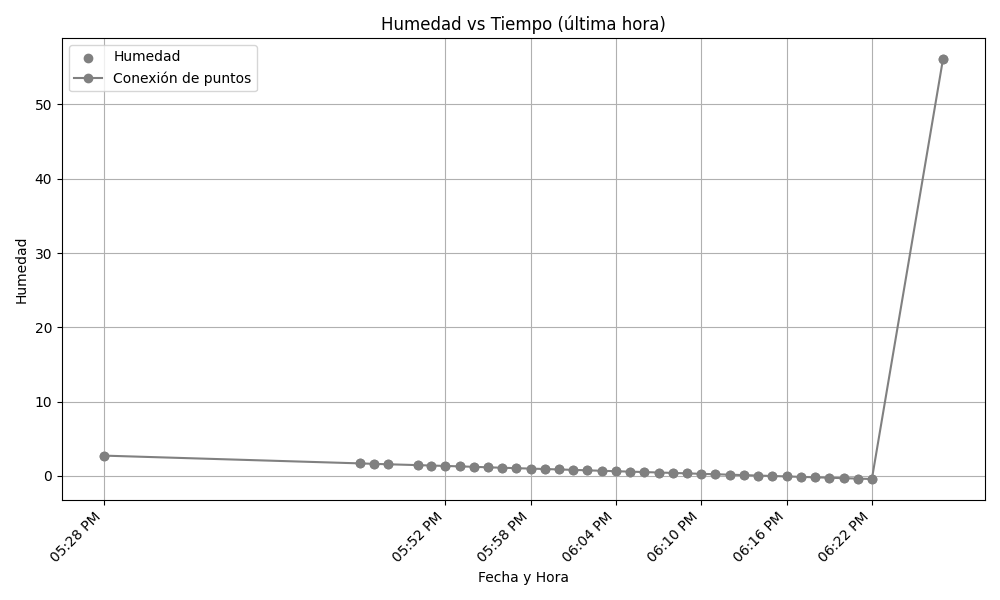 Humedad vs Tiempo (última hora)
Humedad
Conexión de puntos
Humedad
50
40
30
20
10
0
05:28 PM
05:52 PM
05:58 PM
06:04 PM
06:10 PM
06:16 PM
06:22 PM
Fecha y Hora